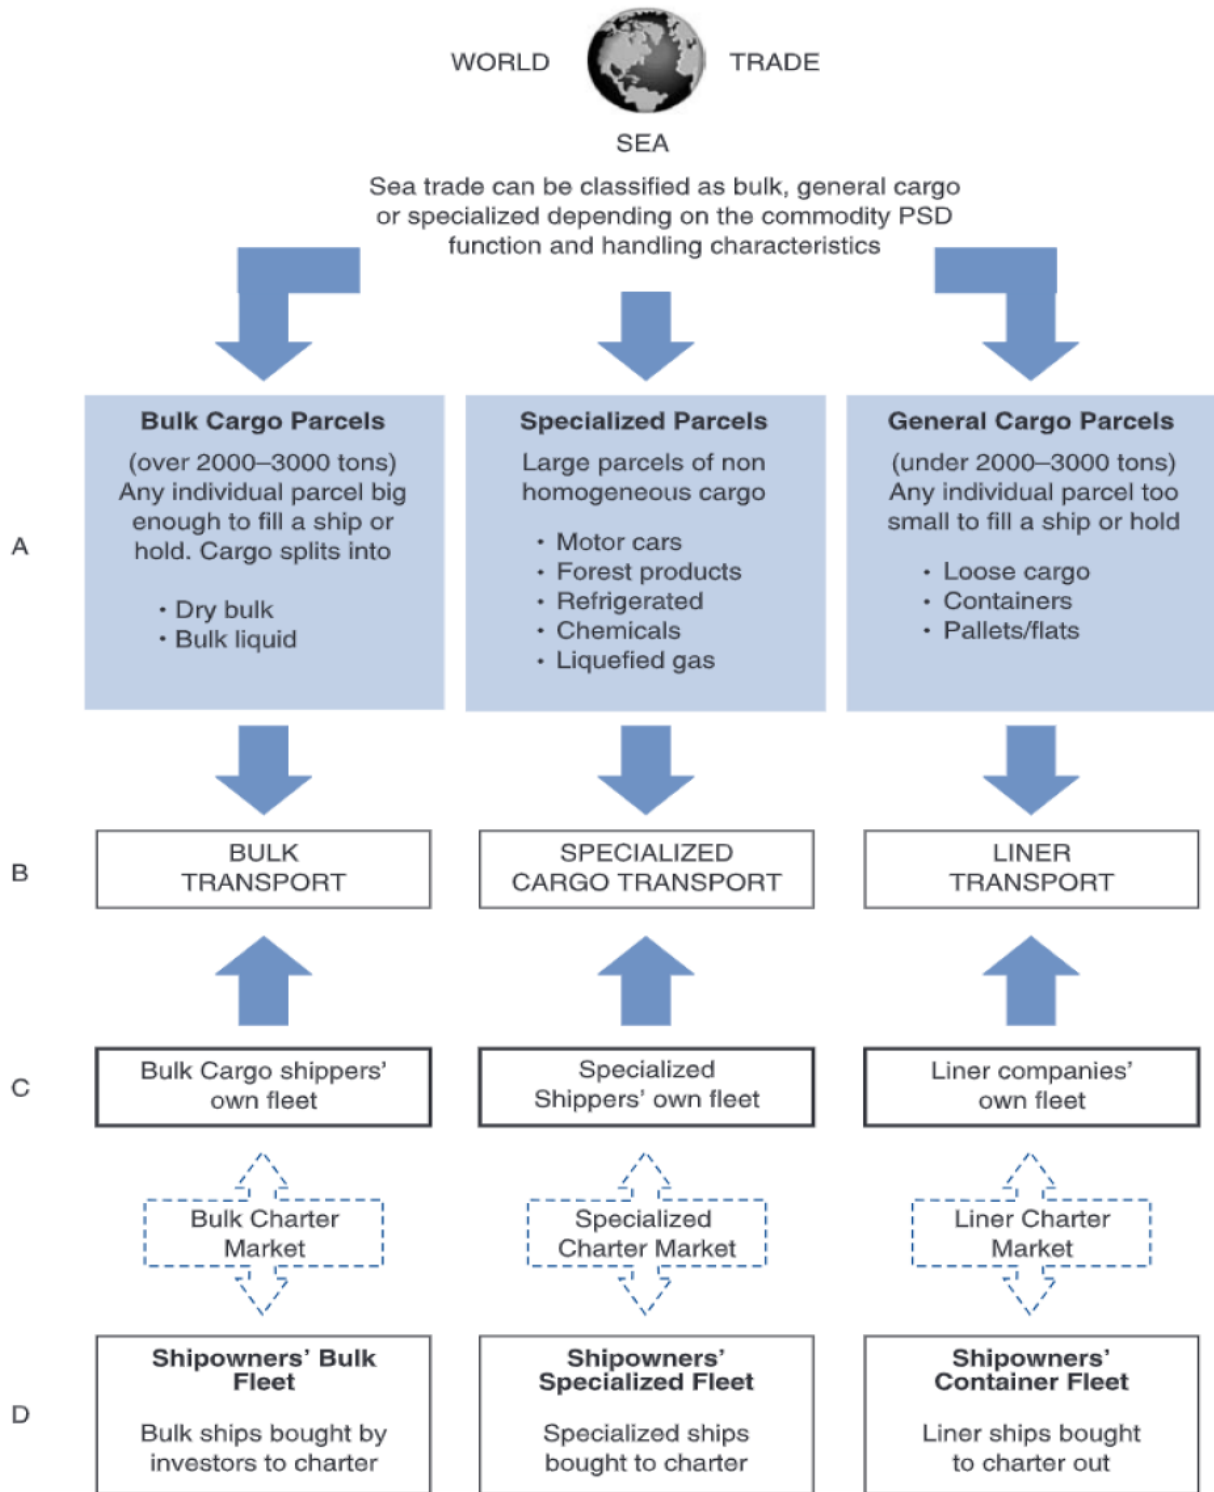 WORLD TRADE
SEA
Sea trade can be classified as bulk, general cargo
or specialized depending on the commodity PSD
function and handling characteristics
A
Bulk Cargo Parcels
(over 2000–3000 tons)
Any individual parcel big
enough to fill a ship or
hold. Cargo splits into
• Dry bulk
• Bulk liquid
Specialized Parcels
Large parcels of non
homogeneous cargo
• Motor cars
• Forest products
• Refrigerated
• Chemicals
• Liquefied gas
General Cargo Parcels
(under 2000–3000 tons)
Any individual parcel too
small to fill a ship or hold
• Loose cargo
• Containers
• Pallets/flats
B
BULK
TRANSPORT
SPECIALIZED
CARGO TRANSPORT
LINER
TRANSPORT
C
Bulk Cargo shippers’
own fleet
Specialized
Shippers’ own fleet
Liner companies’
own fleet
Bulk Charter
Market
Specialized
Charter Market
Liner Charter
Market
D
Shipowners’ Bulk
Fleet
Bulk ships bought by
investors to charter
Shipowners’
Specialized Fleet
Specialized ships
bought to charter
Shipowners’
Container Fleet
Liner ships bought
to charter out